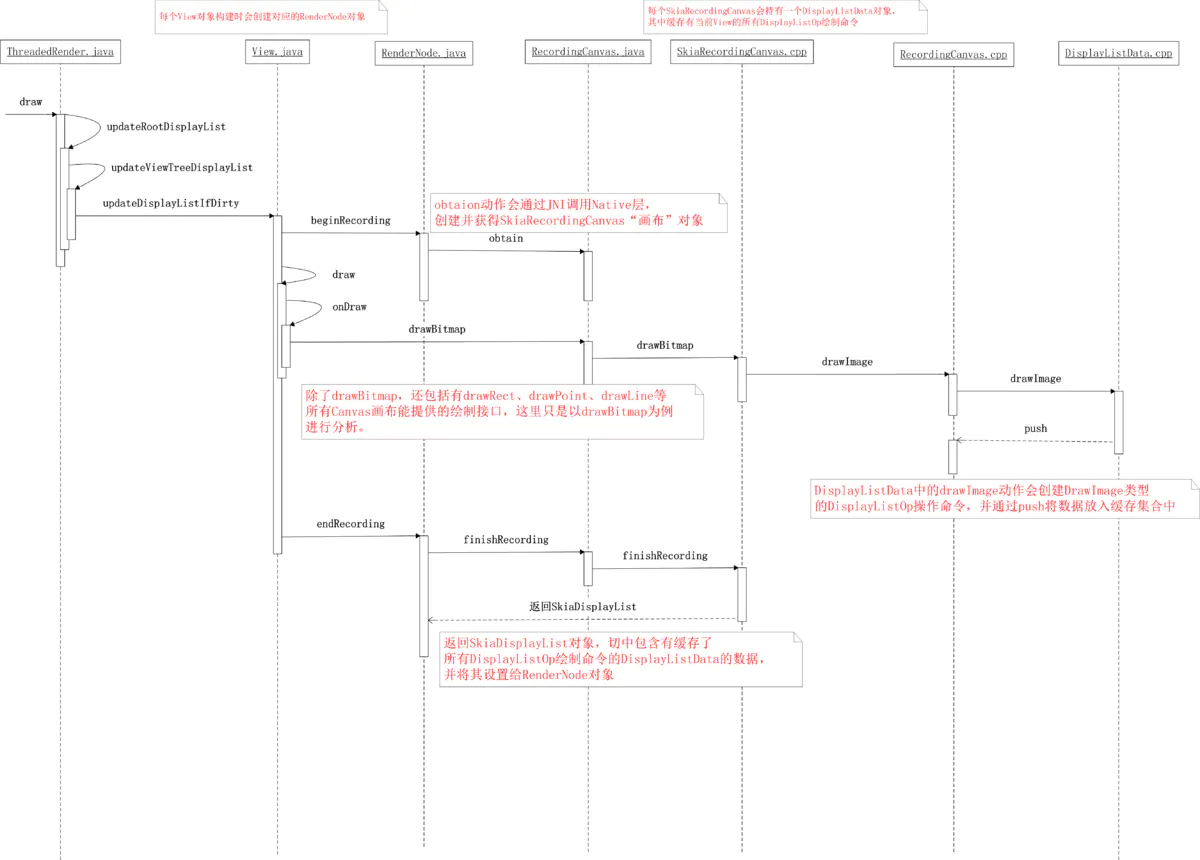 每个View对象构建时会创建对应的RenderNode对象
每个SkiaRecordingCanvas会持有一个DisplayListData对象,
其中缓存有当前View的所有DisplayListOp绘制命令
ThreadedRender.java
View.java
RenderNode.java
RecordingCanvas.java
SkiaRecordingCanvas.cpp
RecordingCanvas.cpp
DisplayListData.cpp
draw
updateRootDisplayList
updateViewTreeDisplayList
updateDisplayListIfDirty
obtaion动作会通过JNI调用Native层,
创建并获得SkiaRecordingCanvas“画布”对象
beginRecording
obtain
draw
onDraw
drawBitmap
drawBitmap
drawImage
drawImage
除了drawBitmap,还包括有drawRect、drawPoint、drawLine等
所有Canvas画布能提供的绘制接口,这里只是以drawBitmap为例
进行分析。
push
DisplayListData中的drawImage动作会创建DrawImage类型
的DisplayListOp操作命令,并通过push将数据放入缓存集合中
endRecording
finishRecording
finishRecording
返回SkiaDisplayList
返回SkiaDisplayList对象,切中包含有缓存了
所有DisplayListOp绘制命令的DisplayListData的数据,
并将其设置给RenderNode对象